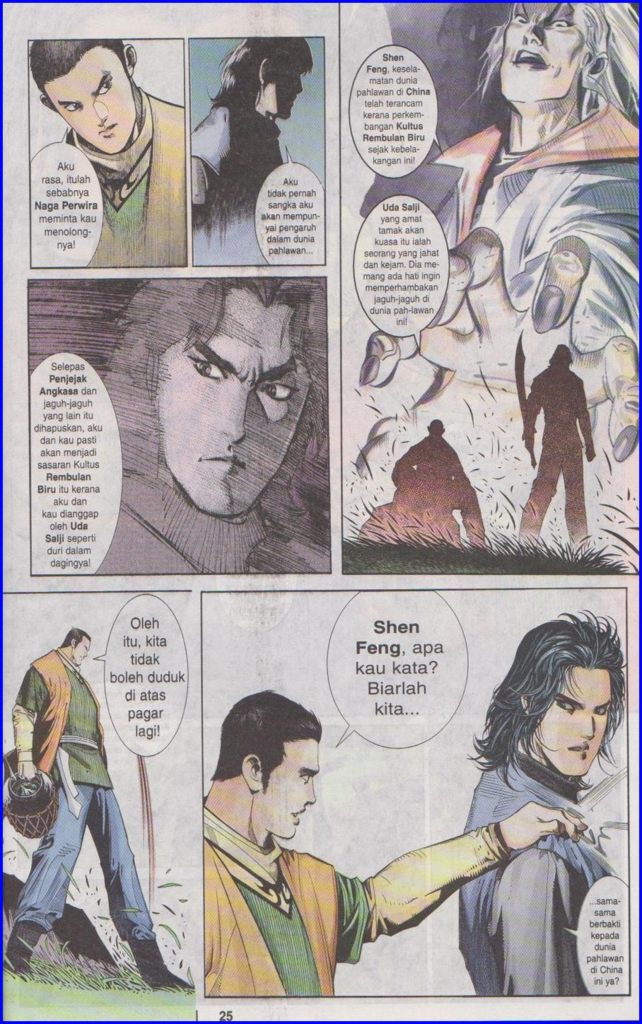 Aku
rasa, itulah
sebabnya
Naga Perwira
meminta kau
menolong-
nya!
Aku
tidak pernah
sangka aku
akan mempun-
yai pengaruh
dalam dunia
pahlawan...
Shen
Feng, kesela-
matan dunia
pahlawan di
China
telah terancam
kerana perkem-
bangan Kultus
Rembulan Biru
sejak kebela-
kangan ini!
Uda Salji
yang amat
tamak akan
kuasa itu ialah
seorang yang jahat
dan kejam. Dia me-
mang ada hati ingin
memperhambakan
jaguh-jaguh di
dunia pah-lawan
ini!
Selepas
Penjejak
Angkasa dan
jaguh-jaguh
yang lain itu
dihapuskan, aku
dan kau pasti
akan menjadi
sasaran Kultus
Rembulan
Biru itu kerana
aku dan
kau dianggap
oleh Uda
Salji seperti
duri dalam
dagingya!
Oleh
itu, kita
tidak
boleh duduk
di atas
pagar
lagi!
Shen
Feng, apa
kau kata?
Biarlah
kita...
...sama-
sama
berbakti
kepada
dunia
pahlawan
di China
ini ya?
25